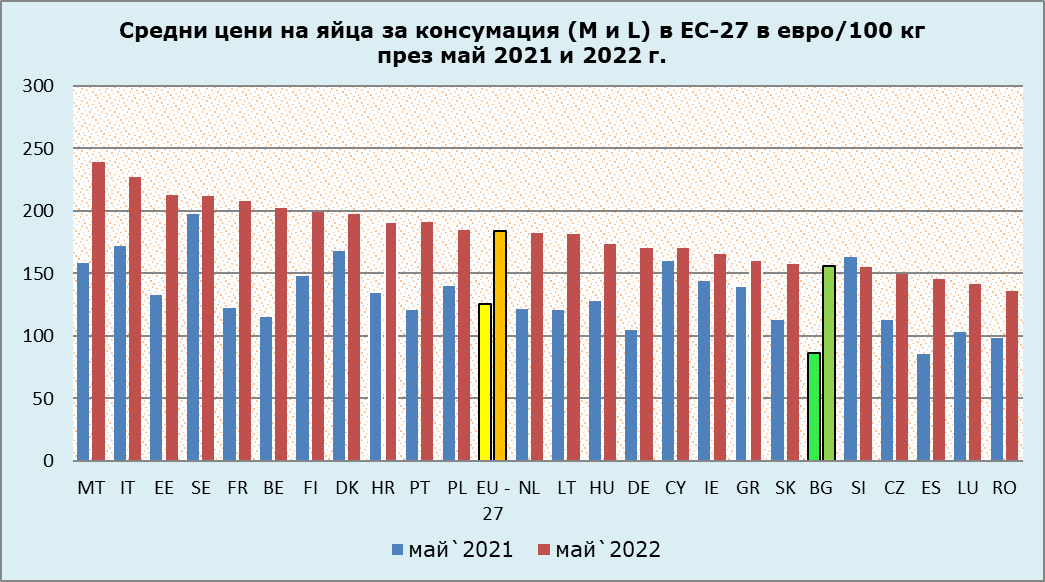 Средни цени на яйца за консумация (M и L) в ЕС-27 в евро/100 кг
през май 2021 и 2022 г.
300
250
200
150
100
50
0
MT IT EE SE FR BE FI DK HR PT PL EU - NL LT HU DE CY IE GR SK BG SI CZ ES LU RO
27
май`2021 май`2022